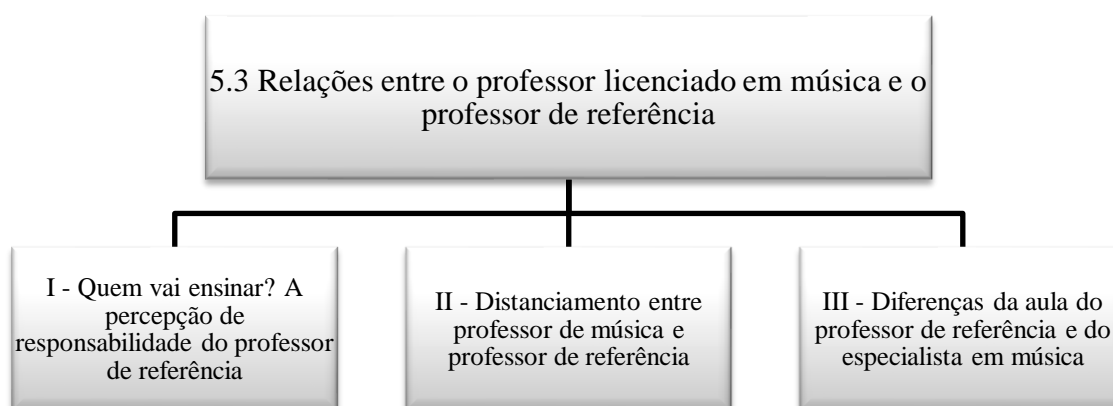 5.3 Relações entre o professor licenciado em música e o
professor de referência
I - Quem vai ensinar? A
percepção de
responsabilidade do professor
de referência
II - Distanciamento entre
professor de música e
professor de referência
III - Diferenças da aula do
professor de referência e do
especialista em música